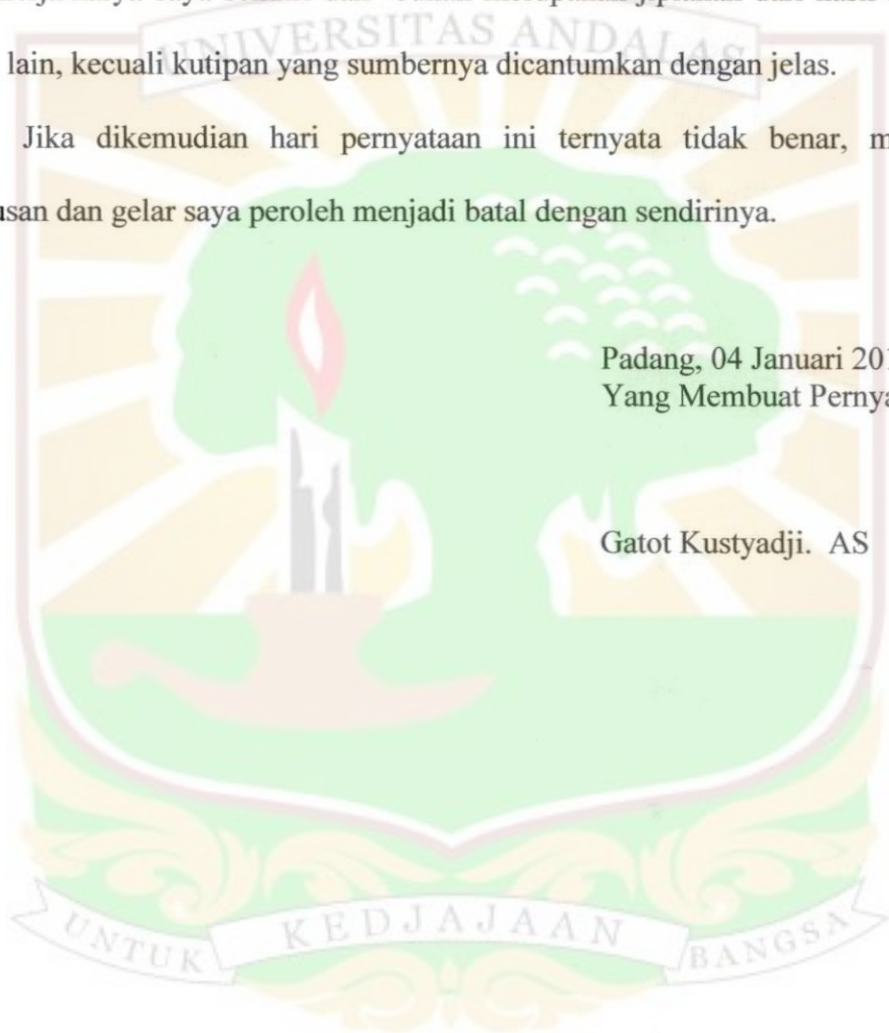 UNIVERSITAS ANDALAS
lain, kecuali kutipan yang sumbernya dicantumkan dengan jelas.
Jika dikemudian hari pernyataan ini ternyata tidak benar,
dan gelar saya peroleh menjadi batal dengan sendirinya.
Padang, 04 Januari
Yang Membuat
Gatot Kustyadji. AS
UNTUK KEDJAJAAN BANGSA